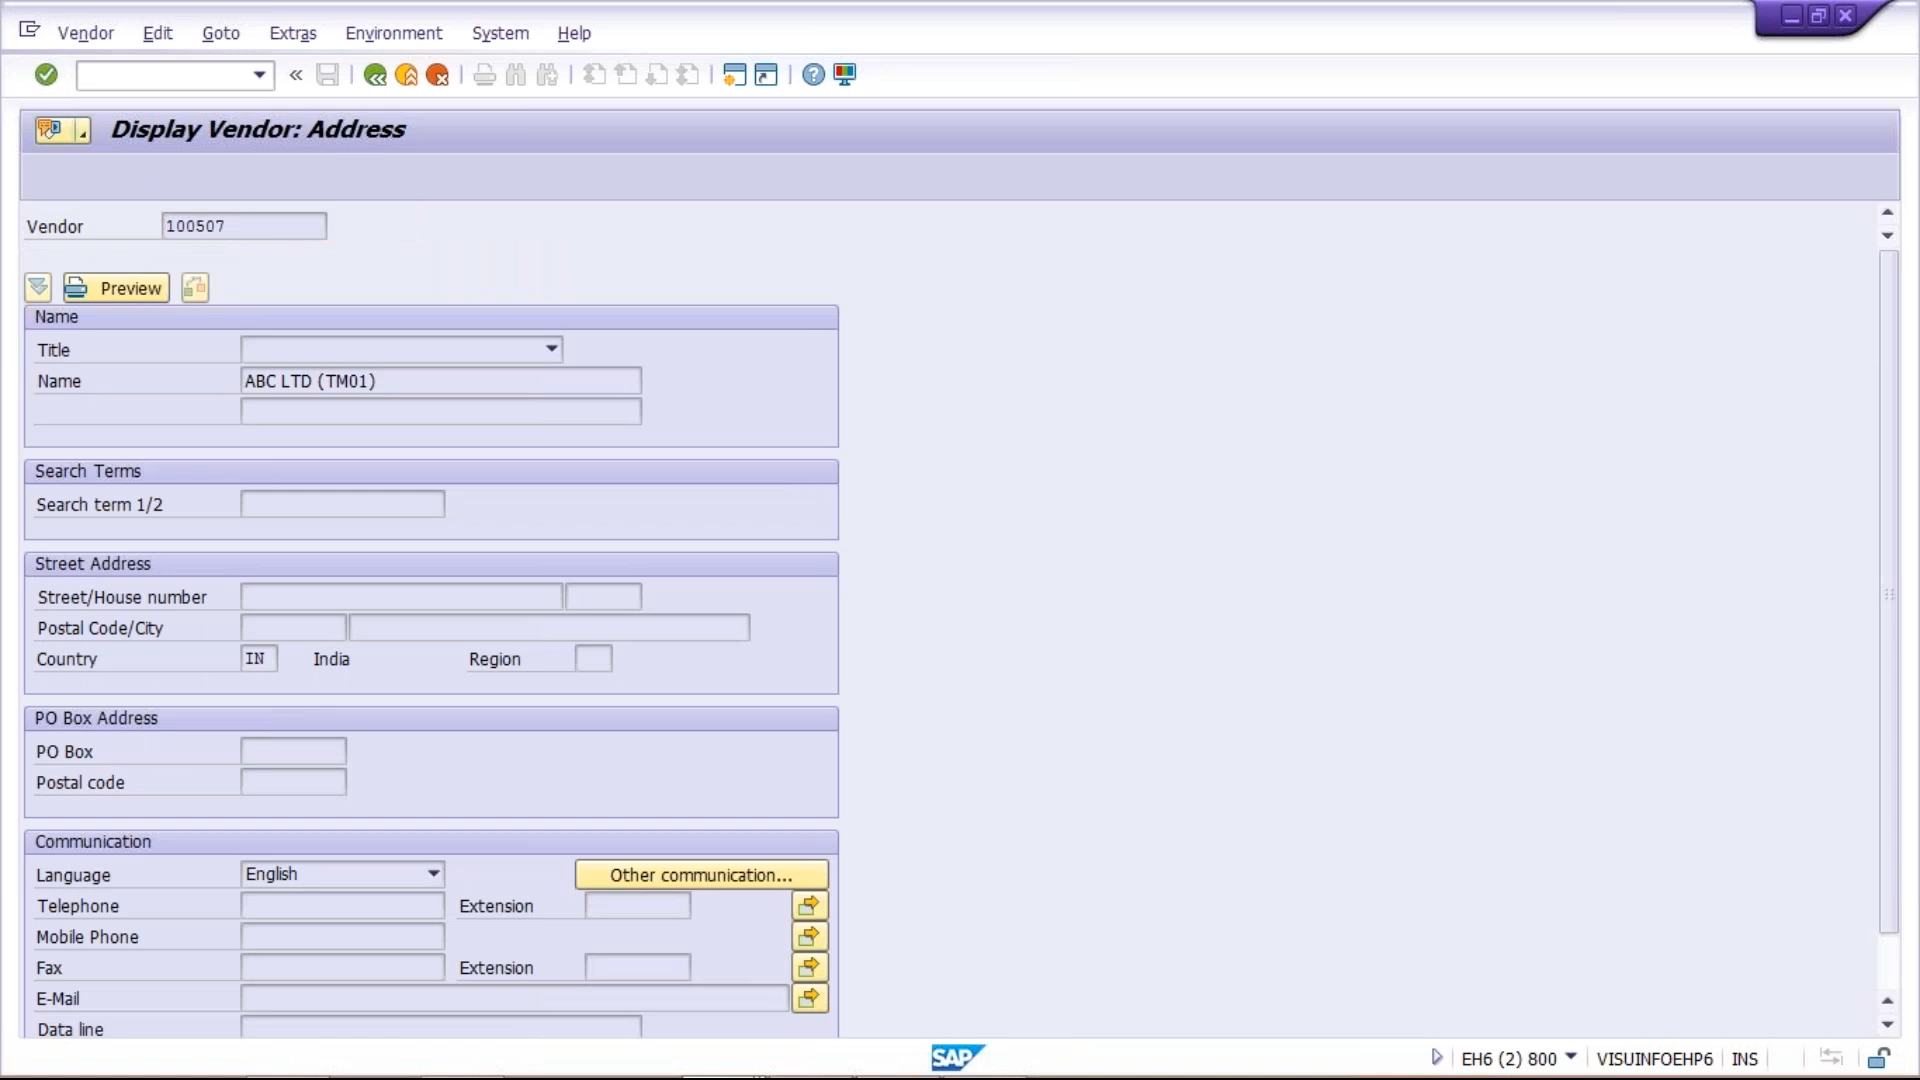 Vendor Edit Goto Extras Environment System Help
Display Vendor: Address
Vendor 100507
Preview
Name
Title
Name ABC LTD (TM01)
Search Terms
Search term 1/2
Street Address
Street/House number
Postal Code/City
Country IN India Region
PO Box Address
PO Box
Postal code
Communication
Language English Other communication...
Telephone Extension
Mobile Phone
Fax Extension
E-Mail
Data line
SAP EH6 (2) 800 VISUINFOEHP6 INS